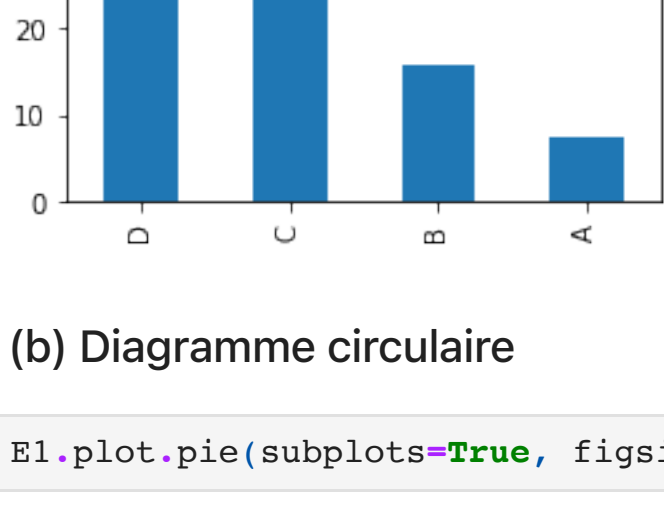 20
10
0
D C B A
(b) Diagramme circulaire
E1.plot.pie(subplots=True, figsi